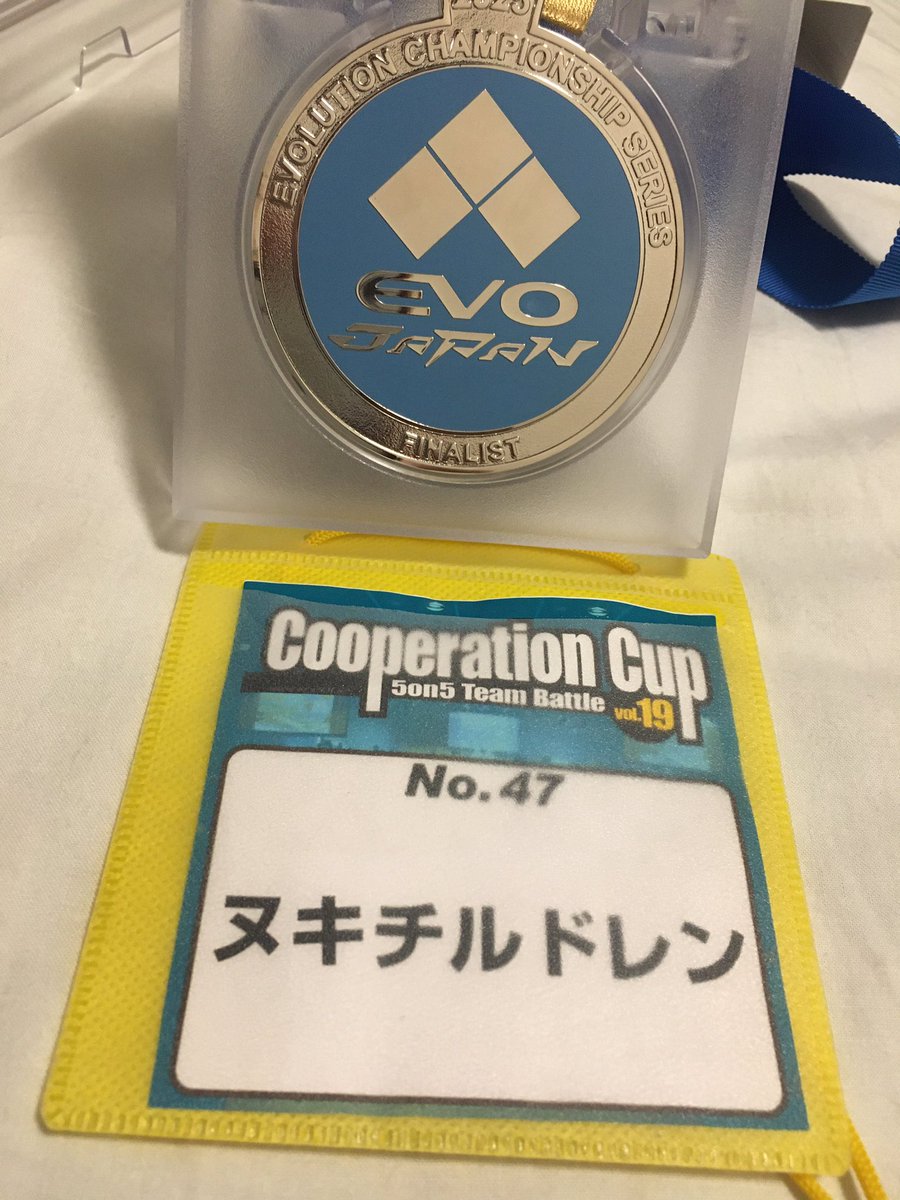 2023
EVOLUTION CHAMPIONSHIP SERIES
EVO
JAPAN
FINALIST
Cooperation Cup
5on5 Team Battle
vol.19
No.47
ヌキチルドレン